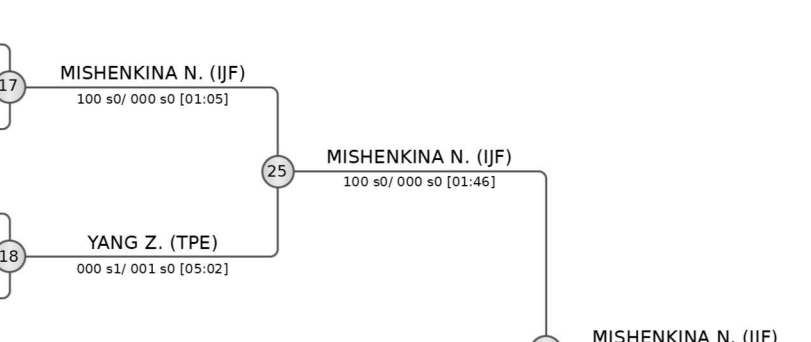 MISHENKINA N. (IJF)
17
100 s0/ 000 s0 [01:05]
MISHENKINA N. (IJF)
25
100 s0/ 000 s0 [01:46]
YANG Z. (TPE)
18
000 s1/ 001 s0 [05:02]
MISHENKINA N. (IJF)